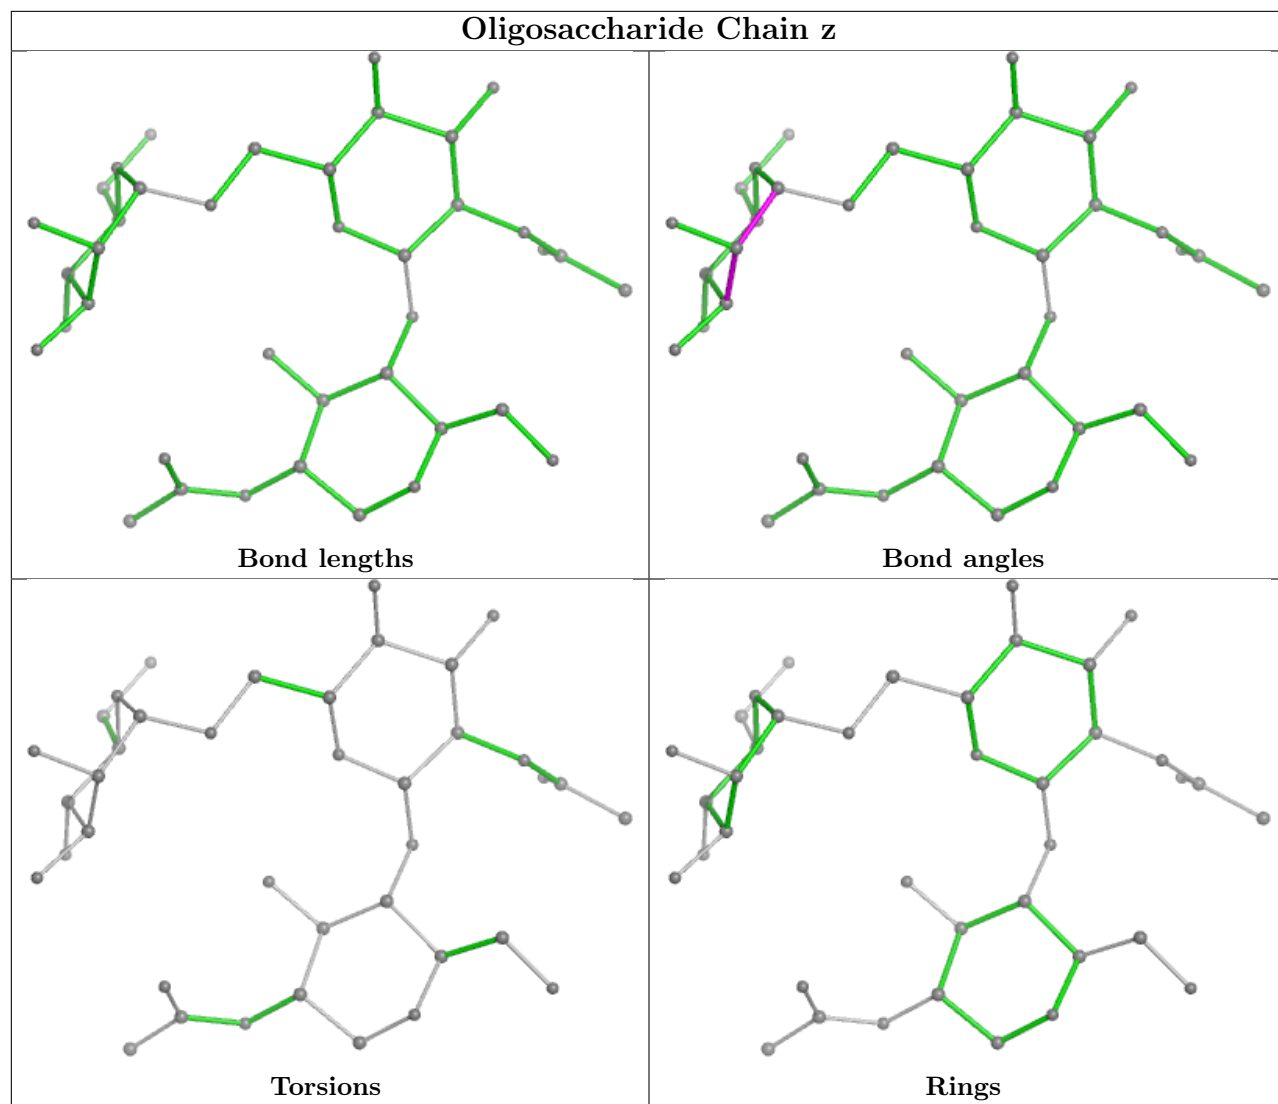 Oligosaccharide Chain z
Bond lengths
Bond angles
Torsions
Rings